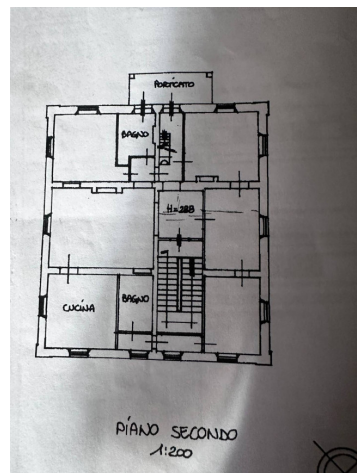 PORTICATO
BAGNO
H=288
CUCINA
BAGNO
PIANO SECONDO
1:200